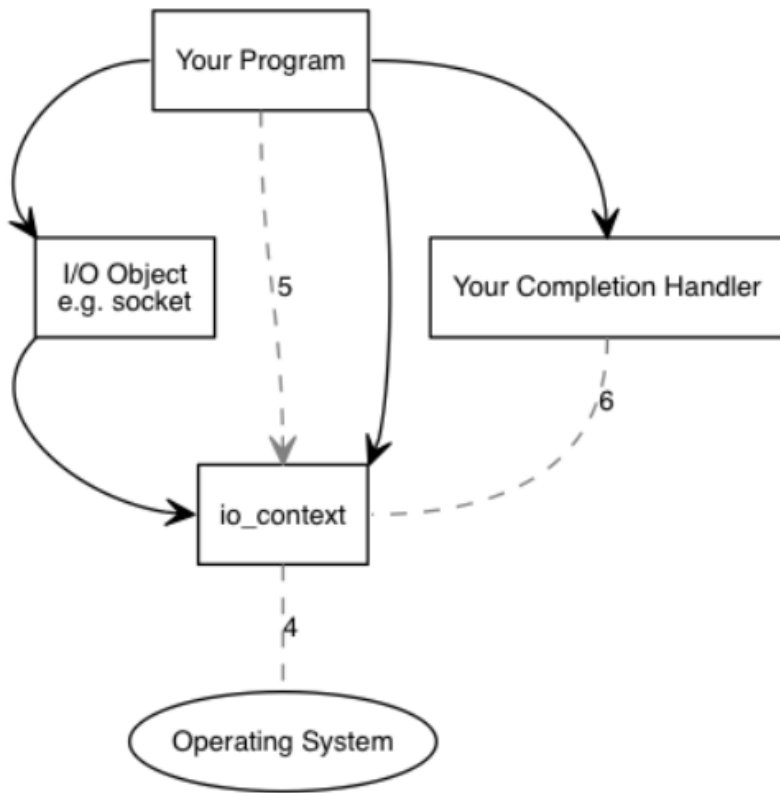 Your Program
I/O Object
e.g. socket
5
Your Completion Handler
6
io_context
4
Operating System